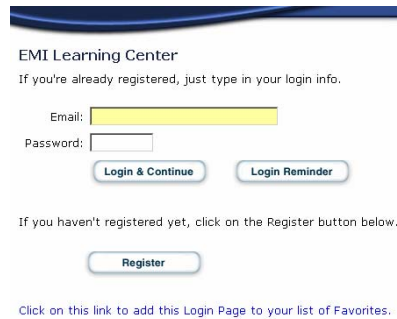 EMI Learning Center
If you're already registered, just type in your login info.
Email:
Password:
Login & Continue Login Reminder
If you haven't registered yet, click on the Register button below.
Register
Click on this link to add this Login Page to your list of Favorites.